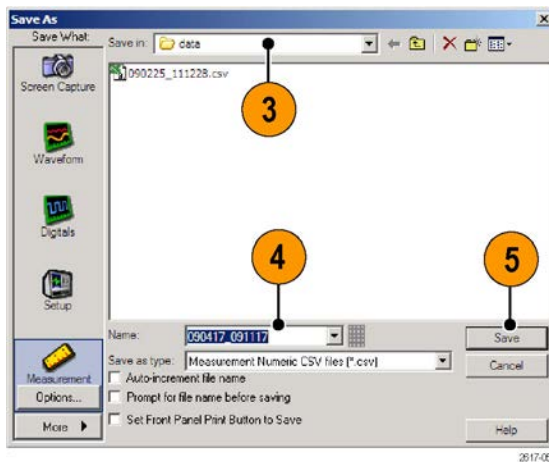 Save As
Save What:
Save in: data
090225_111228.csv
Screen Capture
3
Waveform
Digitals
4
5
Setup
Name: 090417_091117
Save
Save as type: Measurement Numeric CSV files (*.csv)
Cancel
Measurement
Auto-increment file name
Options...
Prompt for file name before saving
More
Set Front Panel Print Button to Save
Help
2617-05